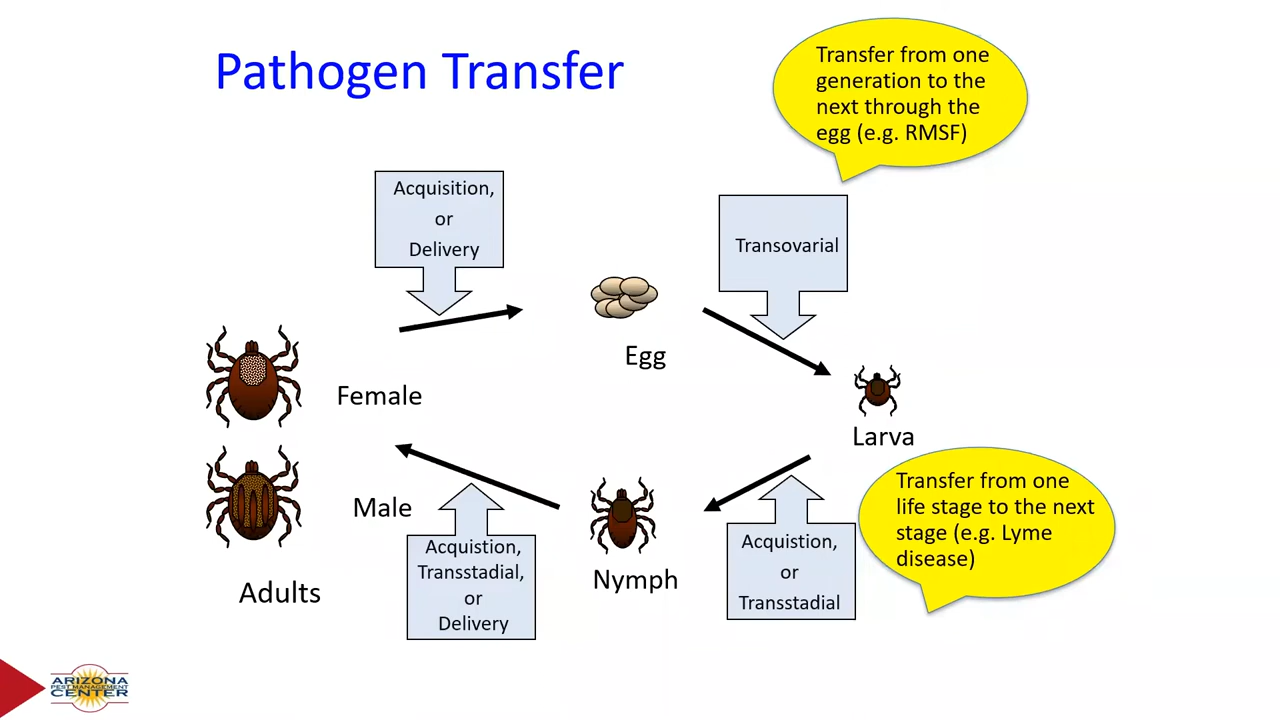 Pathogen Transfer
Transfer from one
generation to the
next through the
egg (e.g. RMSF)
Acquisition,
or
Delivery
Transovarial
Egg
Female
Larva
Male
Transfer from one
life stage to the next
stage (e.g. Lyme
disease)
Acquistion,
Transstadial,
or
Delivery
Nymph
Acquistion,
or
Transstadial
Adults
ARIZONA
PEST MANAGEMENT
CENTER